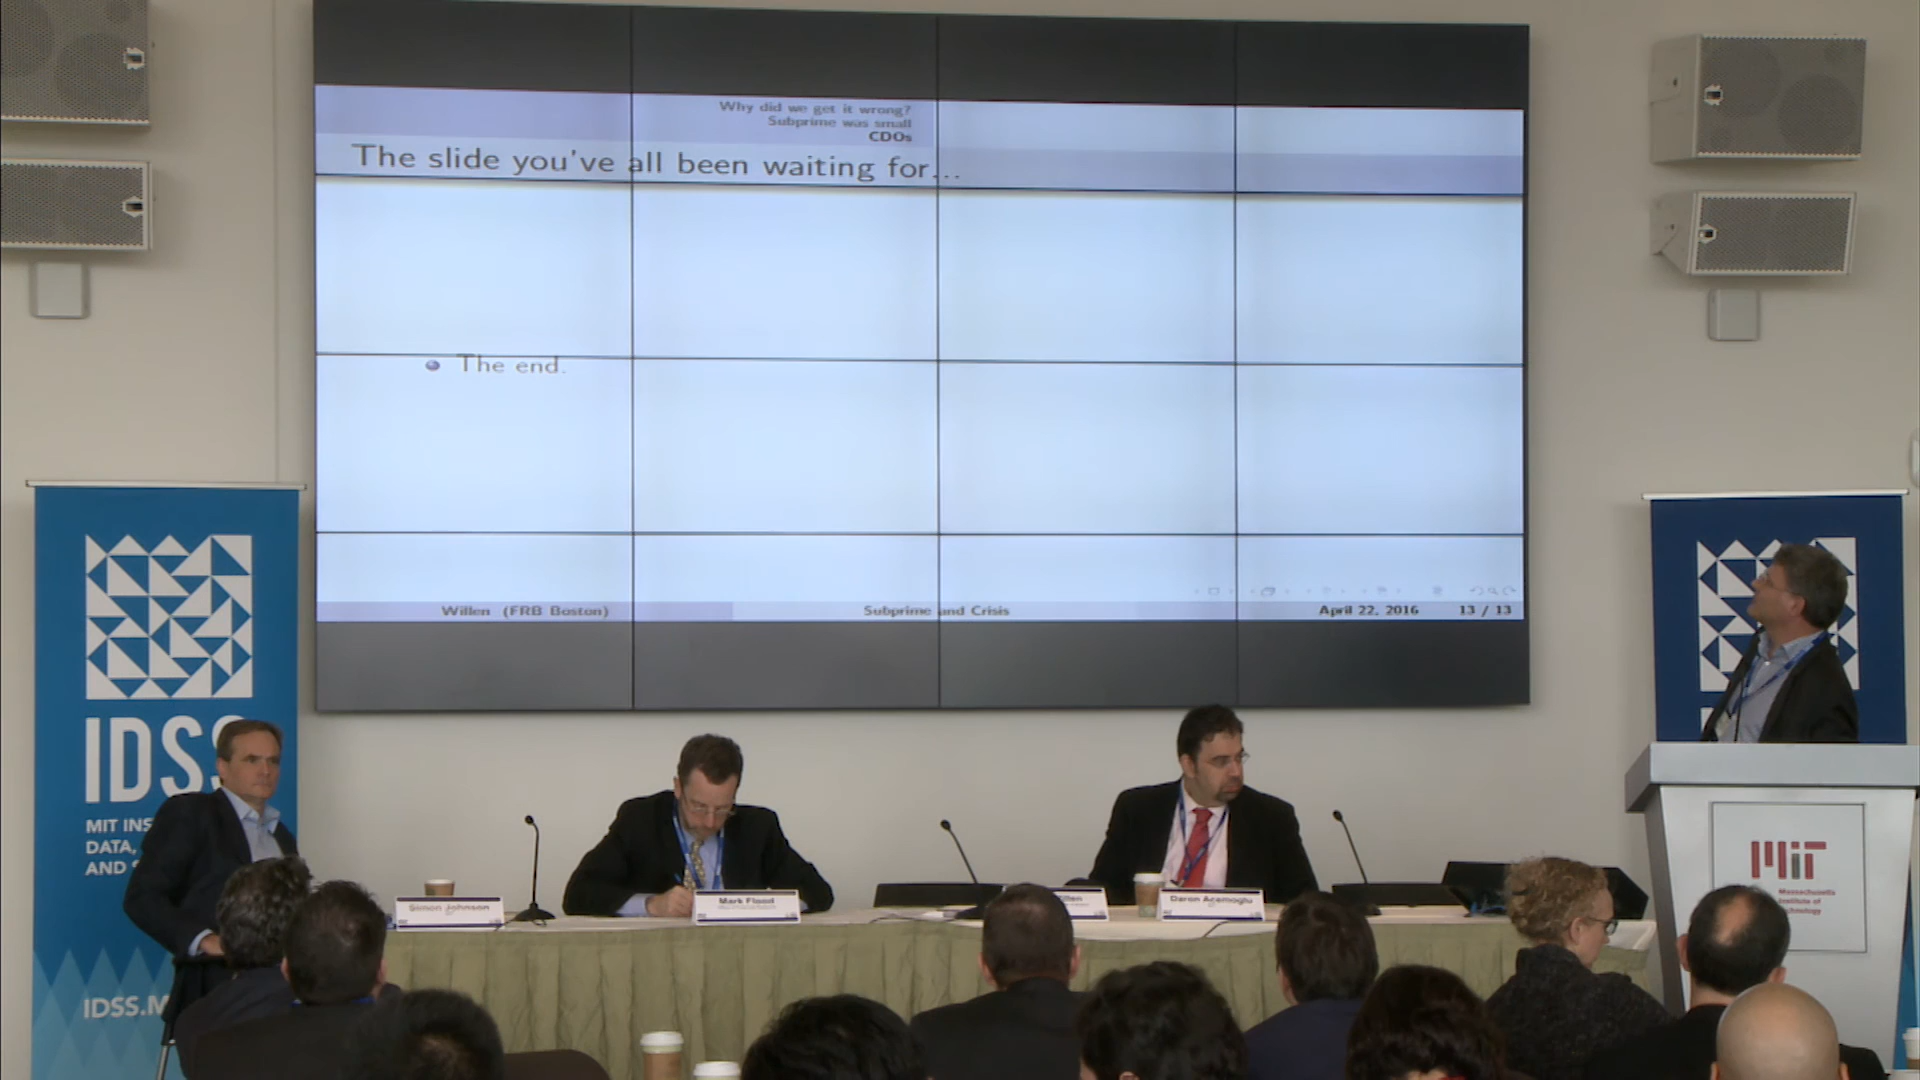 Why did we get it wrong?
Subprime was small
CDOs
The slide you've all been waiting for...
The end.
Willen (FRB Boston)
Subprime and Crisis
April 22, 2016
13 / 13
IDSS
MIT INS
DATA,
AND S
IDSS.M
Simon Johnson
Mark Flood
illen
Daron Acemoglu
MIT
Massachusetts
Institute of
Technology